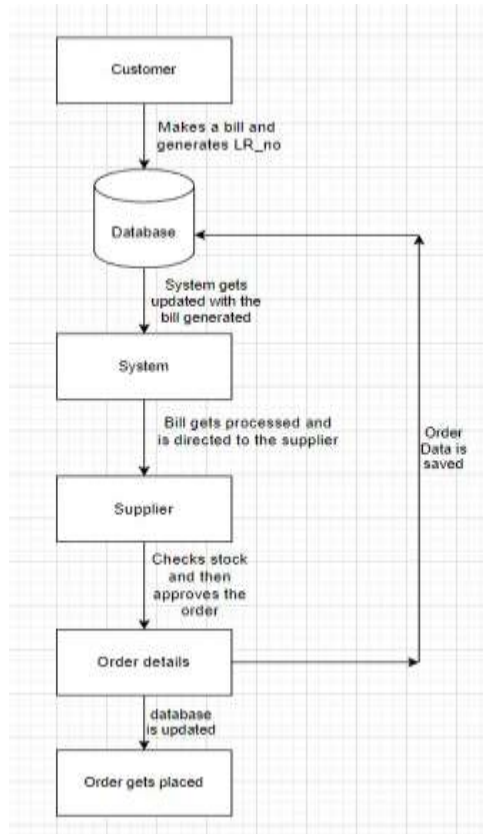 Customer
Makes a bill and
generates LR_no
Database
System gets
updated with the
bill generated
System
Bill gets processed and
is directed to the supplier
Order
Data is
saved
Supplier
Checks stock
and then
approves the
order
Order details
database
is updated
Order gets placed